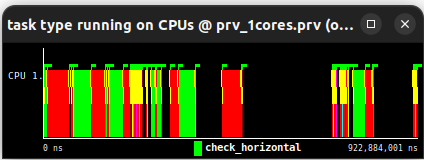 task type running on CPUs @ prv_1cores.prv (o...
CPU 1.
0 ns
check_horizontal
922,884,001 ns